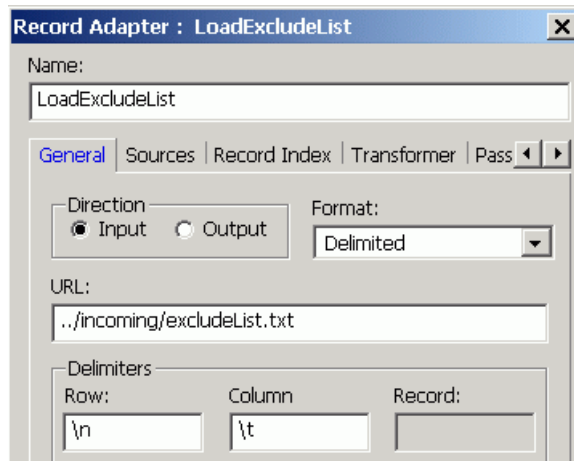 Record Adapter : LoadExcludeList
Name:
LoadExcludeList
General Sources Record Index Transformer Pass
Direction
Input Output
Format:
Delimited
URL:
../incoming/excludeList.txt
Delimiters
Row: Column Record:
\n \t